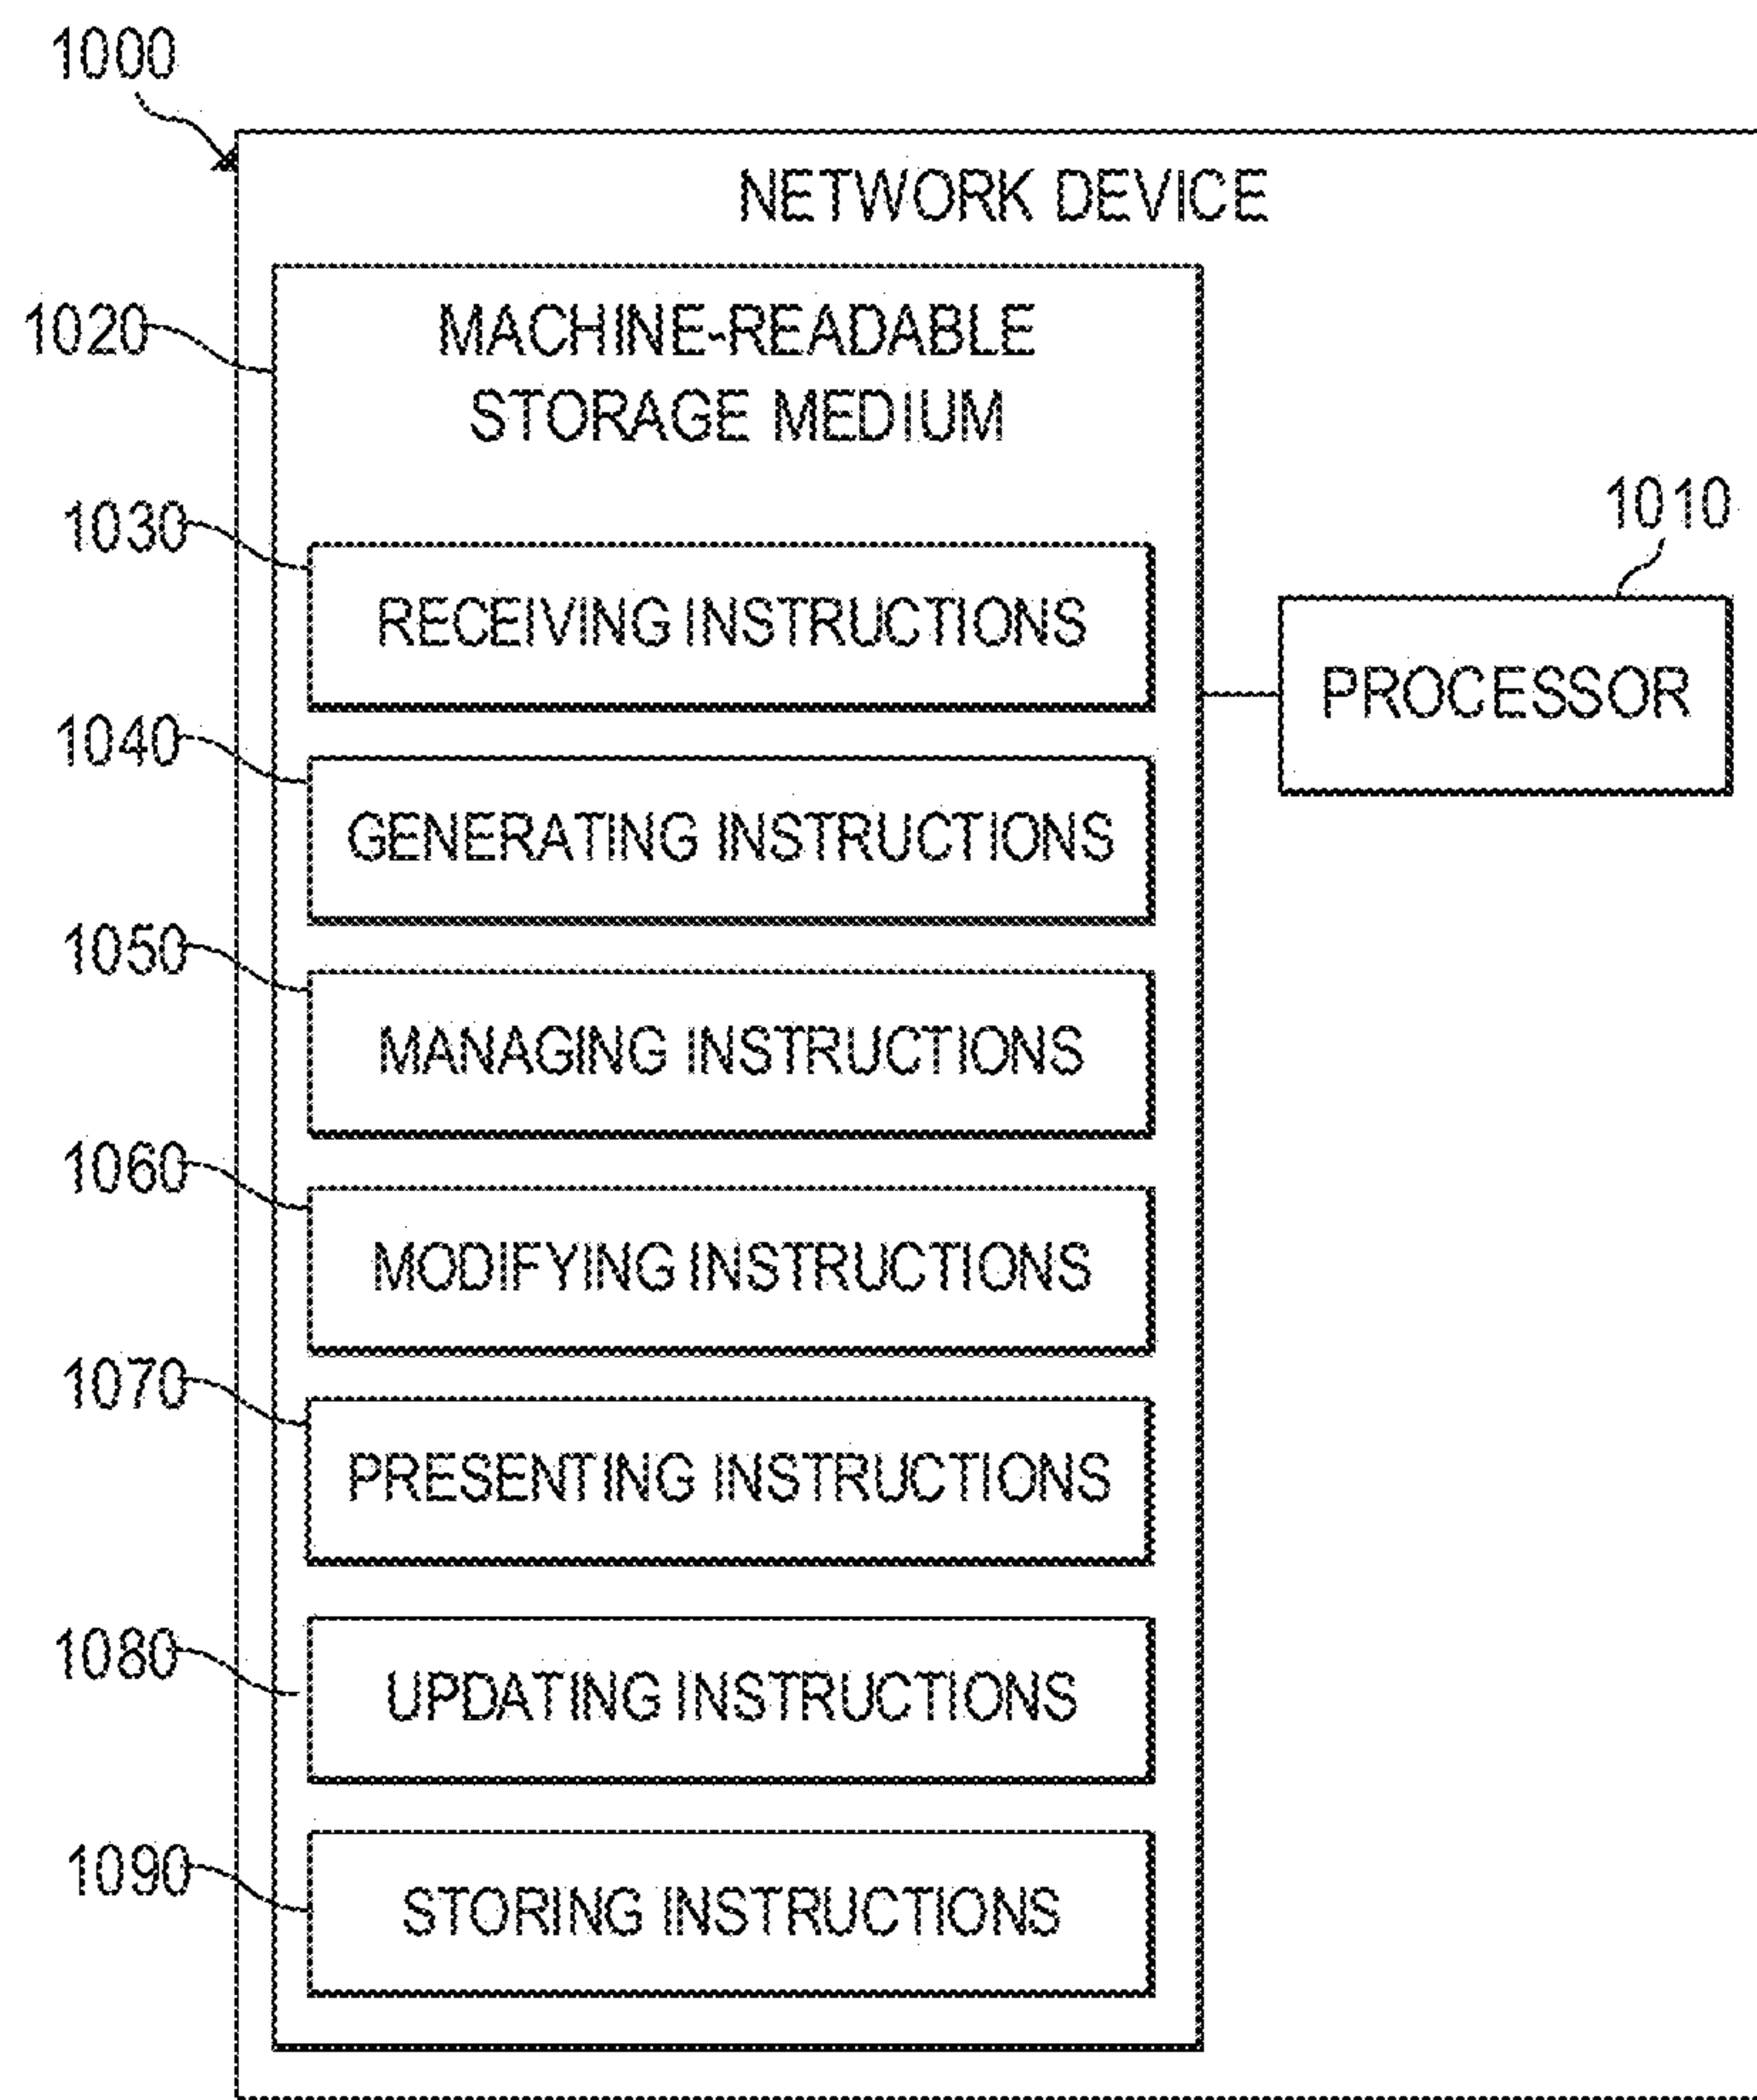 1000
NETWORK DEVICE
1020
MACHINE-READABLE
STORAGE MEDIUM
1030
RECEIVING INSTRUCTIONS
1010
PROCESSOR
1040
GENERATING INSTRUCTIONS
1050
MANAGING INSTRUCTIONS
1060
MODIFYING INSTRUCTIONS
1070
PRESENTING INSTRUCTIONS
1080
UPDATING INSTRUCTIONS
1090
STORING INSTRUCTIONS